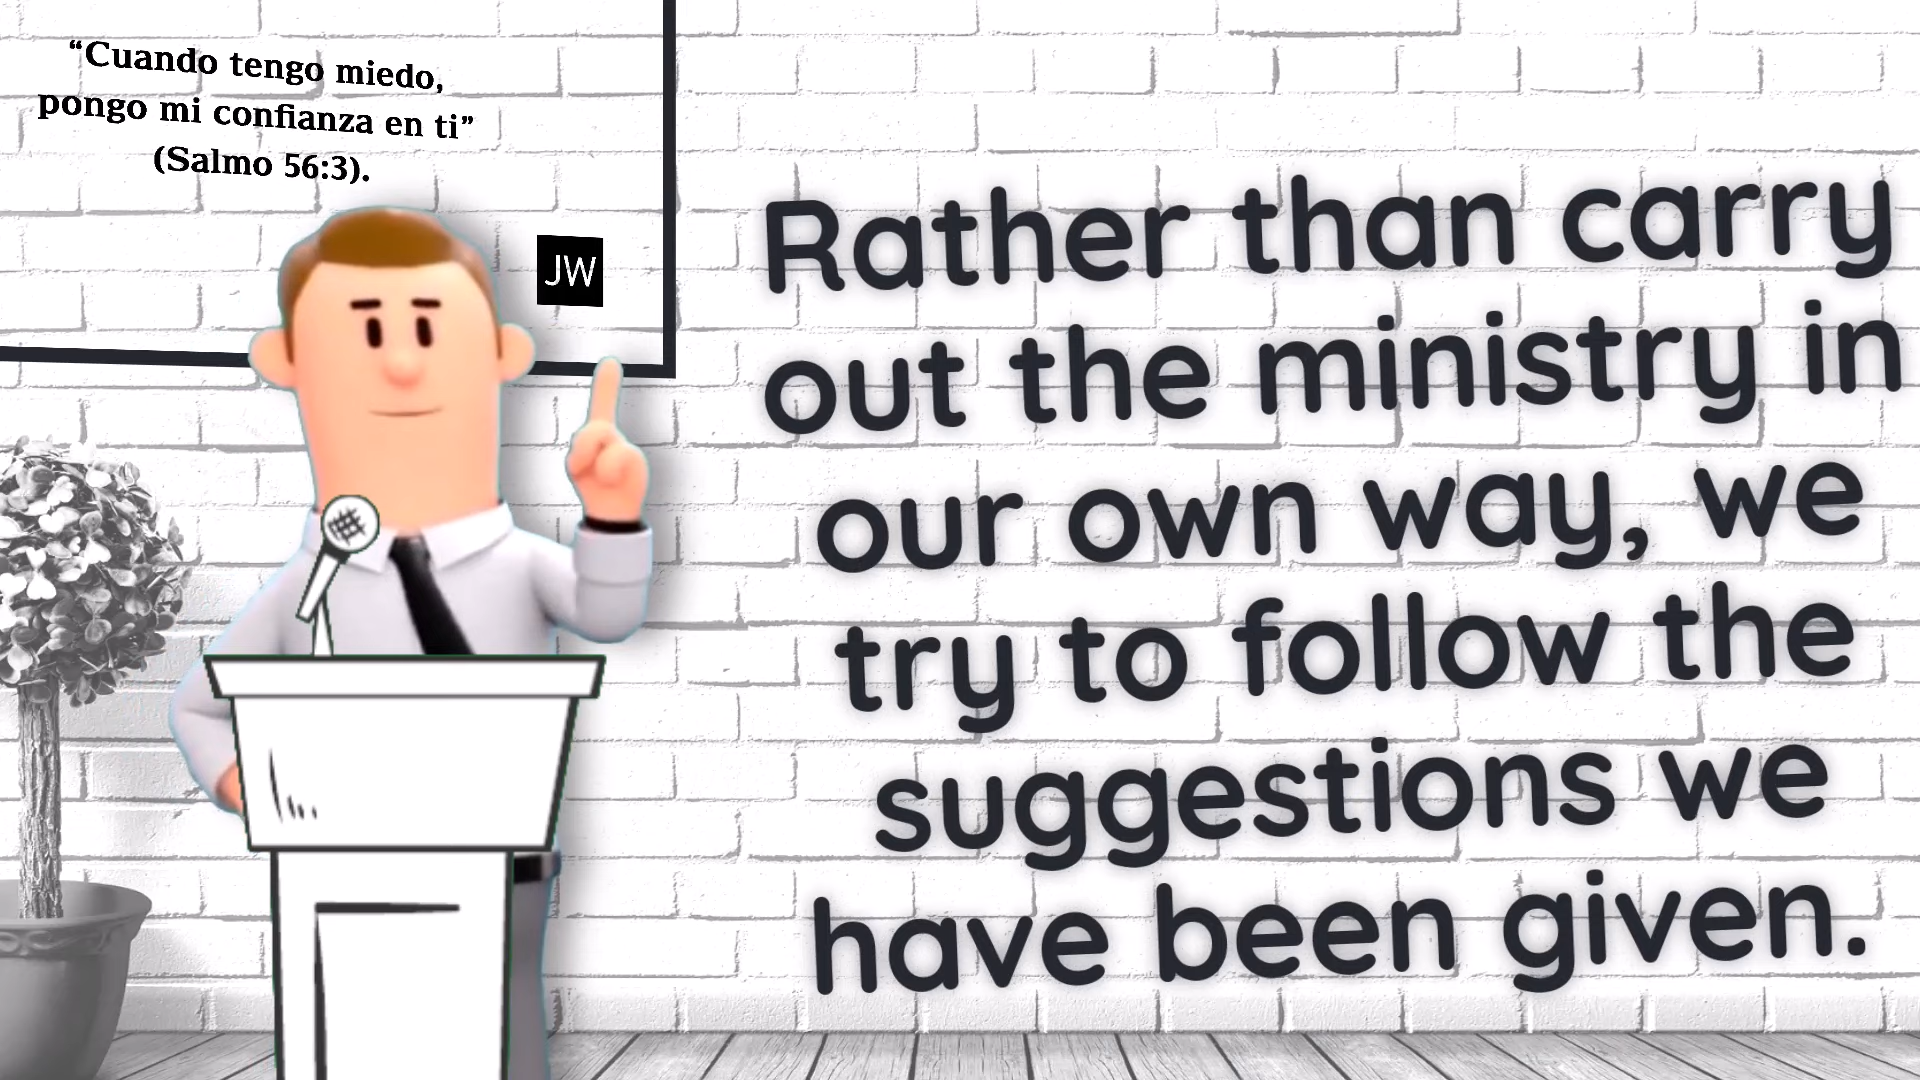 “Cuando tengo miedo,
pongo mi confianza en ti”
(Salmo 56:3).
JW
Rather than carry
out the ministry in
our own way, we
try to follow the
suggestions we
have been given.